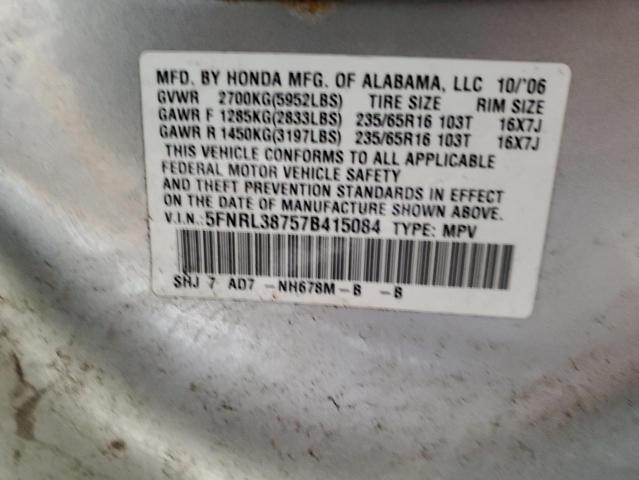 MFD. BY HONDA MFG. OF ALABAMA, LLC 10/'06
GVWR 2700KG(5952LBS) TIRE SIZE RIM SIZE
GAWR F 1285KG(2833LBS) 235/65R16 103T 16X7J
GAWR R 1450KG(3197LBS) 235/65R16 103T 16X7J
THIS VEHICLE CONFORMS TO ALL APPLICABLE
FEDERAL MOTOR VEHICLE SAFETY
AND THEFT PREVENTION STANDARDS IN EFFECT
ON THE DATE OF MANUFACTURE SHOWN ABOVE.
V.I.N.: 5FNRL38757B415084 TYPE: MPV
SHJ 7 AD7 -NH678M-B -B